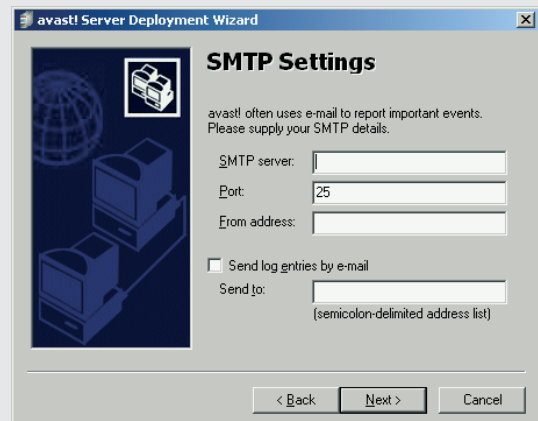 avast! Server Deployment Wizard
SMTP Settings
avast! often uses e-mail to report important events.
Please supply your SMTP details.
SMTP server:
Port: 25
From address:
Send log entries by e-mail
Send to:
(semicolon-delimited address list)
< Back Next > Cancel